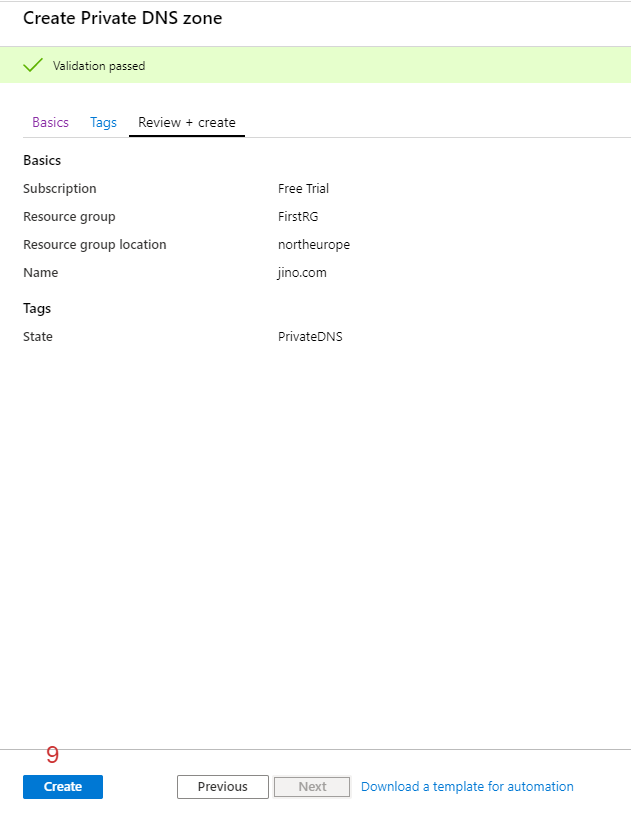 Create Private DNS zone
Validation passed
Basics Tags Review + create
Basics
Subscription Free Trial
Resource group FirstRG
Resource group location northeurope
Name jino.com
Tags
State PrivateDNS
9
Create Previous Next Download a template for automation